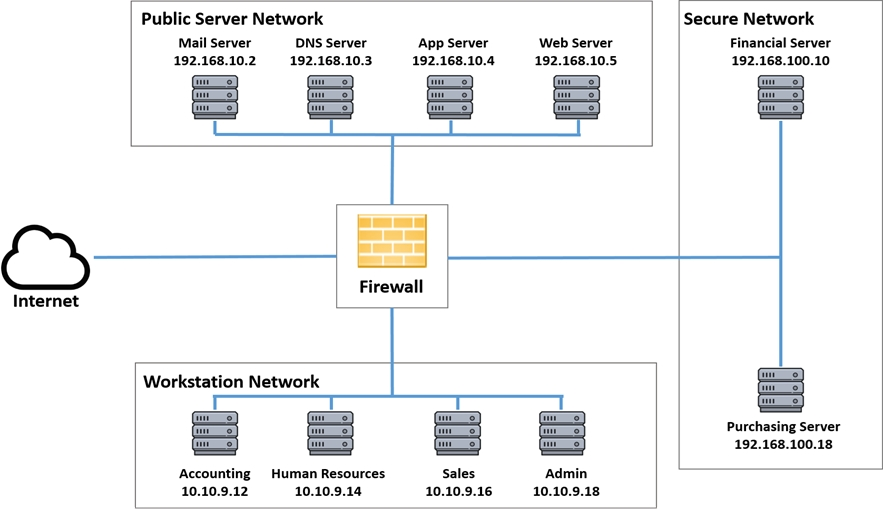 Public Server Network
Mail Server
192.168.10.2
DNS Server
192.168.10.3
App Server
192.168.10.4
Web Server
192.168.10.5
Secure Network
Financial Server
192.168.100.10
Internet
Firewall
Workstation Network
Accounting
10.10.9.12
Human Resources
10.10.9.14
Sales
10.10.9.16
Admin
10.10.9.18
Purchasing Server
192.168.100.18